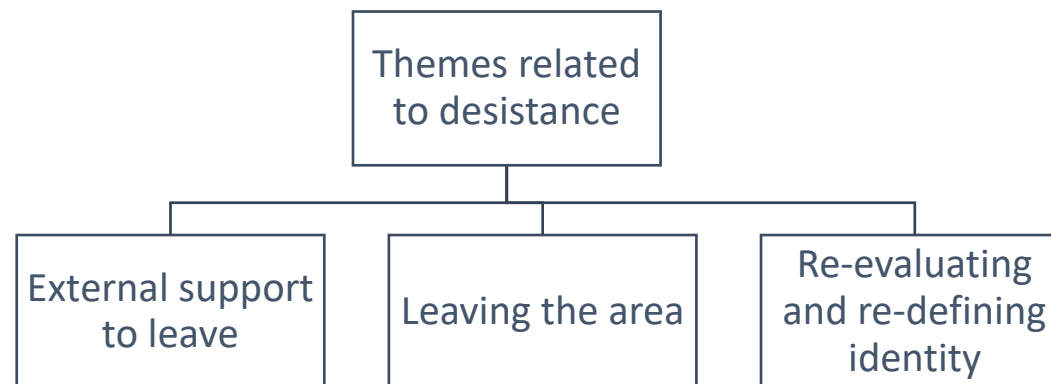 Themes related
to desistance
External support
to leave
Leaving the area
Re-evaluating
and re-defining
identity